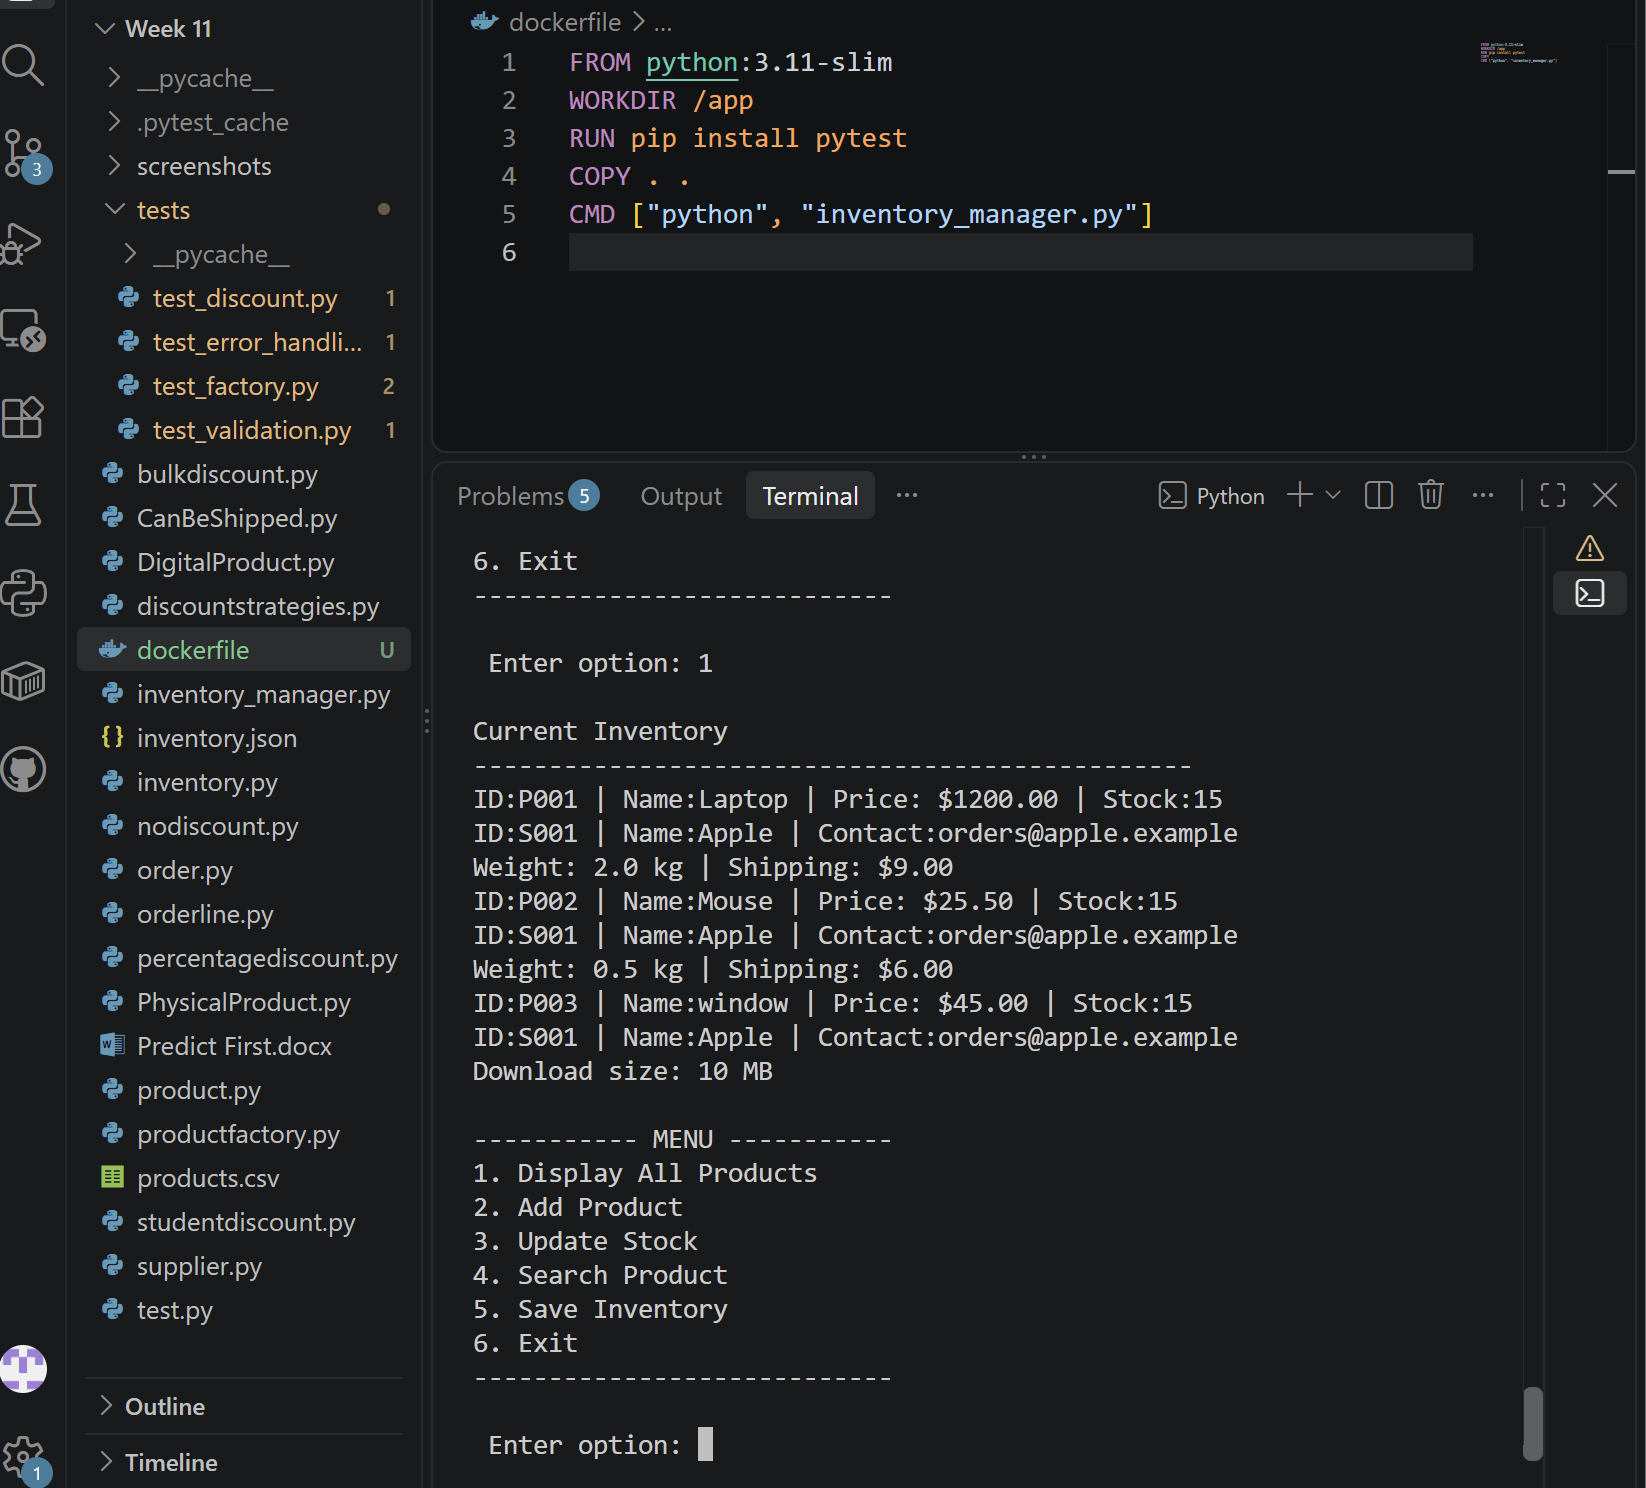 Week 11
__pycache__
.pytest_cache
screenshots
tests
__pycache__
test_discount.py 1
test_error_handli... 1
test_factory.py 2
test_validation.py 1
bulkdiscount.py
CanBeShipped.py
DigitalProduct.py
discountstrategies.py
dockerfile U
inventory_manager.py
inventory.json
inventory.py
nodiscount.py
order.py
orderline.py
percentagediscount.py
PhysicalProduct.py
Predict First.docx
product.py
productfactory.py
products.csv
studentdiscount.py
supplier.py
test.py
Outline
Timeline
3
1
dockerfile > ...
1 FROM python:3.11-slim
2 WORKDIR /app
3 RUN pip install pytest
4 COPY . .
5 CMD ["python", "inventory_manager.py"]
6
Problems 5 Output Terminal ... Python
6. Exit
----------------------------
Enter option: 1
Current Inventory
------------------------------------------------
ID:P001 | Name:Laptop | Price: $1200.00 | Stock:15
ID:S001 | Name:Apple | Contact:orders@apple.example
Weight: 2.0 kg | Shipping: $9.00
ID:P002 | Name:Mouse | Price: $25.50 | Stock:15
ID:S001 | Name:Apple | Contact:orders@apple.example
Weight: 0.5 kg | Shipping: $6.00
ID:P003 | Name:window | Price: $45.00 | Stock:15
ID:S001 | Name:Apple | Contact:orders@apple.example
Download size: 10 MB
----------- MENU -----------
1. Display All Products
2. Add Product
3. Update Stock
4. Search Product
5. Save Inventory
6. Exit
----------------------------
Enter option: